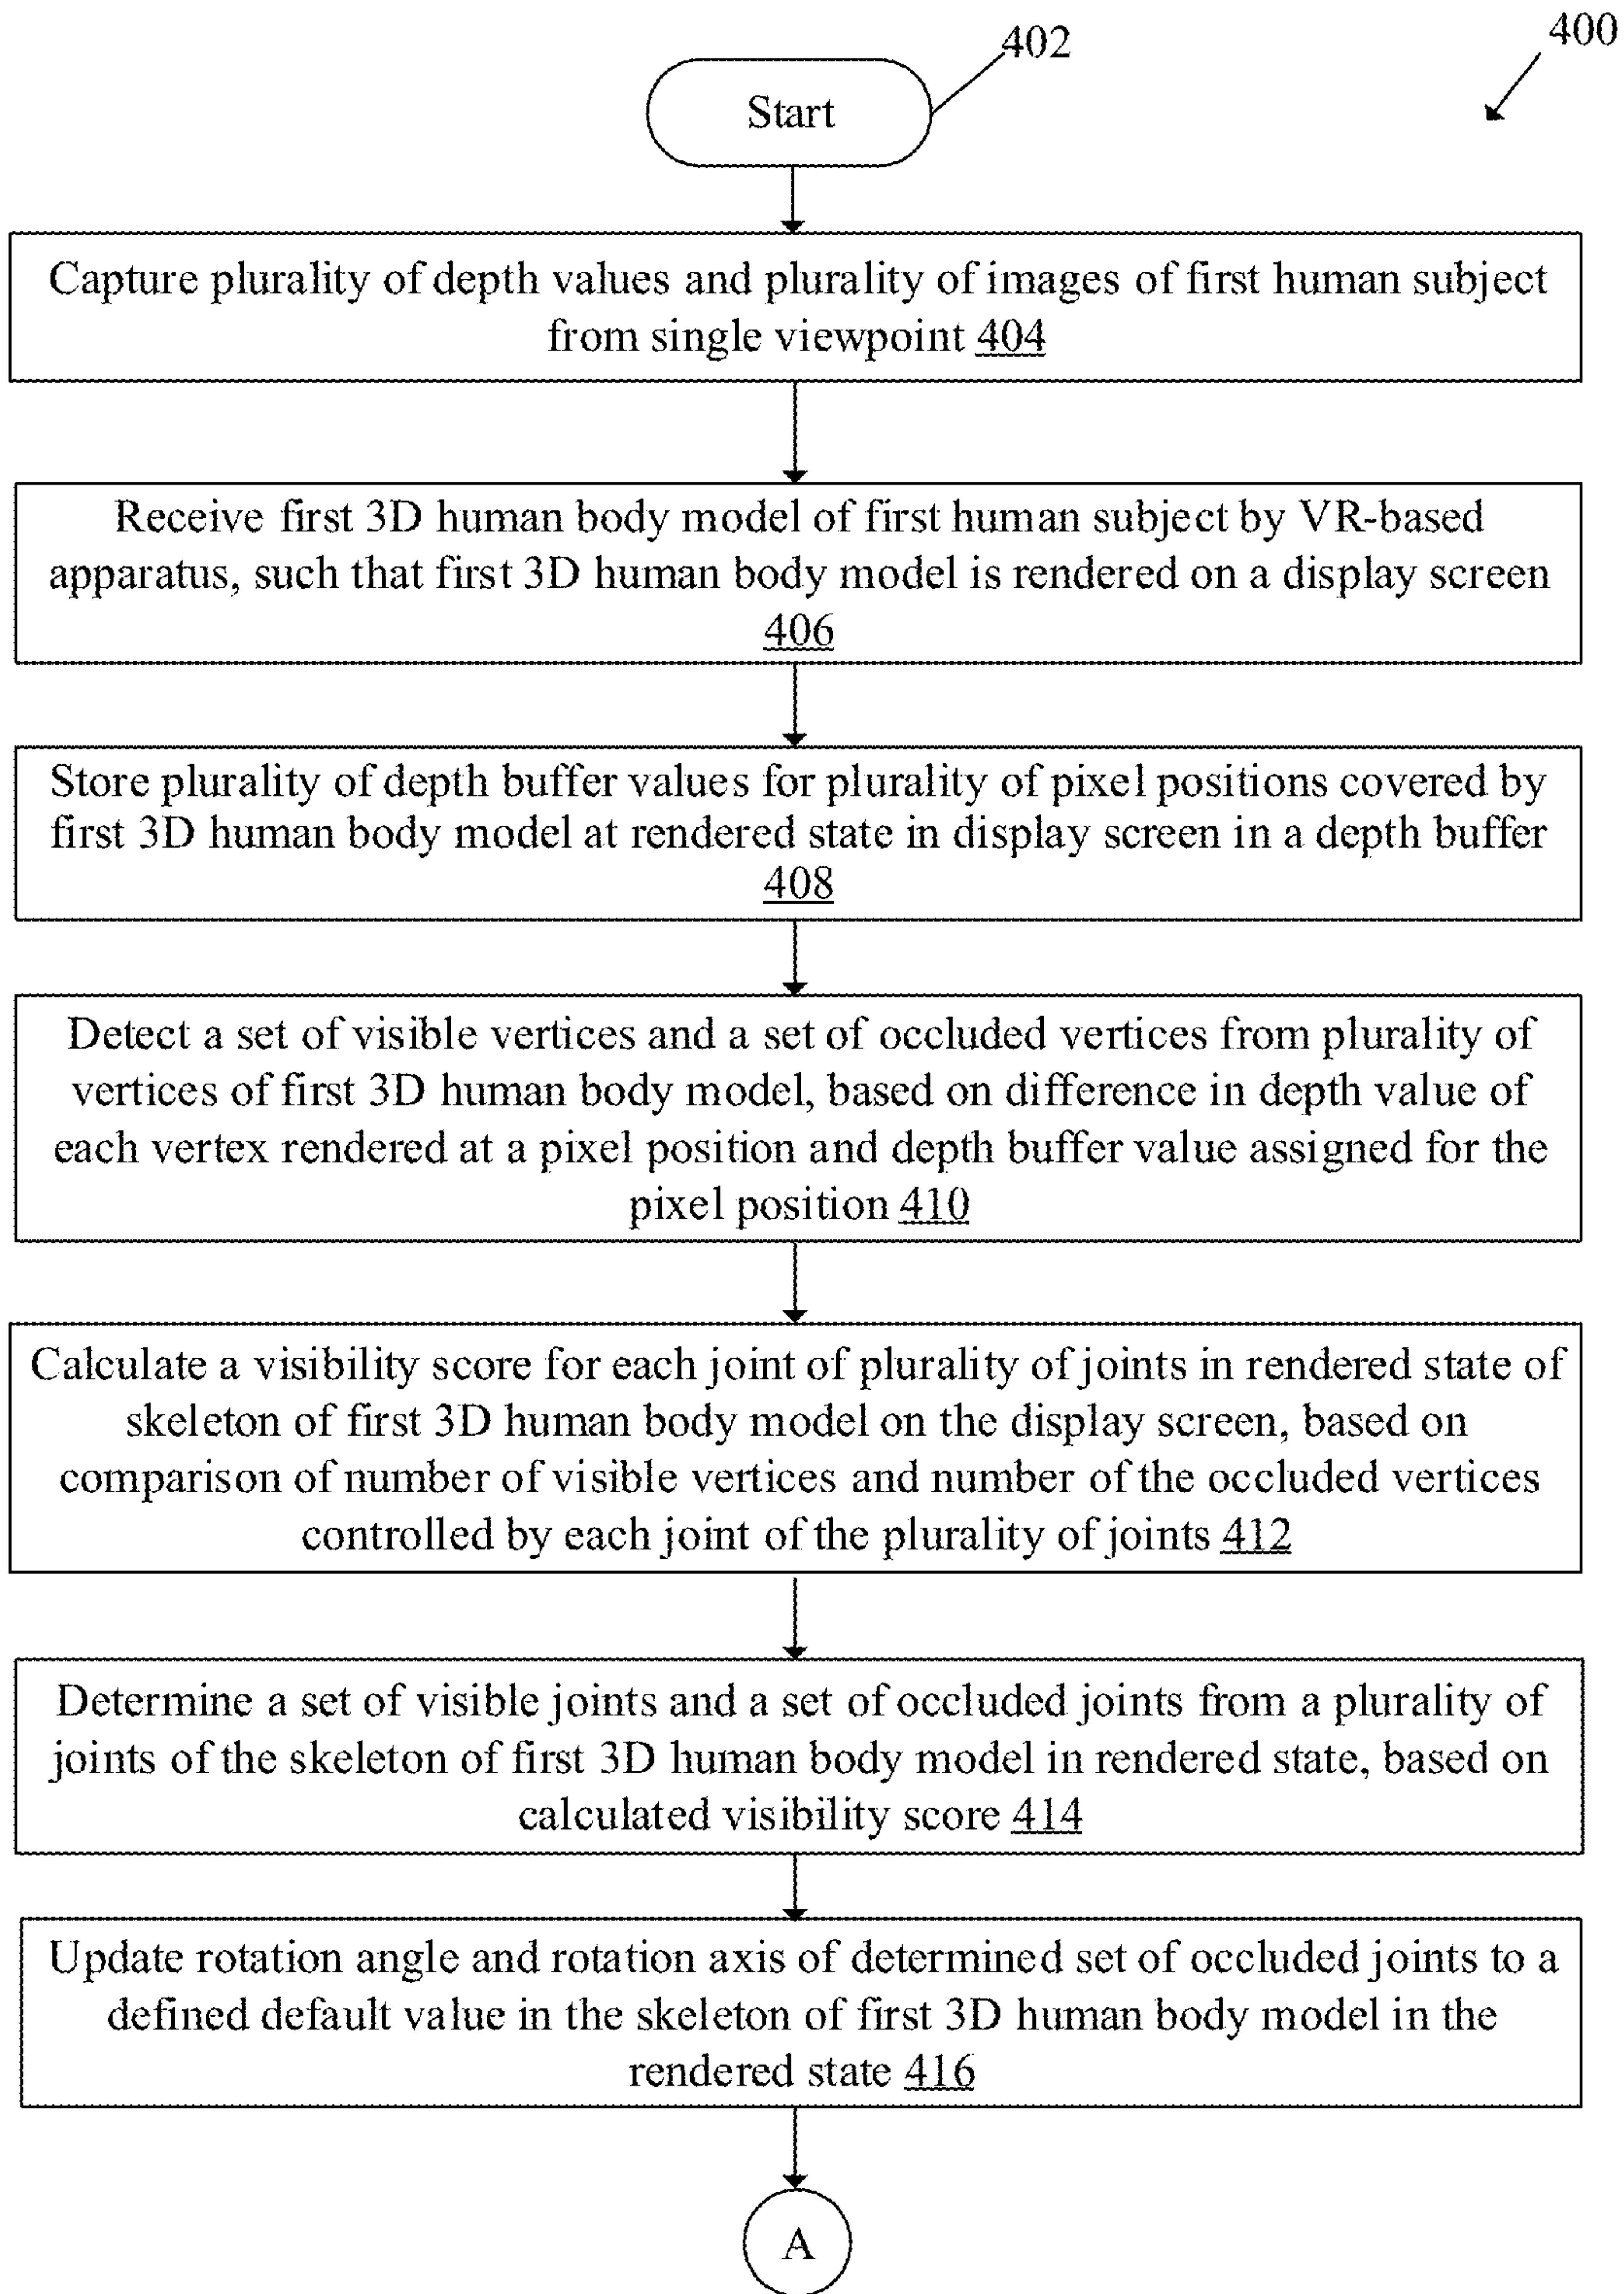 400
402
Start
Capture plurality of depth values and plurality of images of first human subject
from single viewpoint 404
Receive first 3D human body model of first human subject by VR-based
apparatus, such that first 3D human body model is rendered on a display screen
406
Store plurality of depth buffer values for plurality of pixel positions covered by
first 3D human body model at rendered state in display screen in a depth buffer
408
Detect a set of visible vertices and a set of occluded vertices from plurality of
vertices of first 3D human body model, based on difference in depth value of
each vertex rendered at a pixel position and depth buffer value assigned for the
pixel position 410
Calculate a visibility score for each joint of plurality of joints in rendered state of
skeleton of first 3D human body model on the display screen, based on
comparison of number of visible vertices and number of the occluded vertices
controlled by each joint of the plurality of joints 412
Determine a set of visible joints and a set of occluded joints from a plurality of
joints of the skeleton of first 3D human body model in rendered state, based on
calculated visibility score 414
Update rotation angle and rotation axis of determined set of occluded joints to a
defined default value in the skeleton of first 3D human body model in the
rendered state 416
A